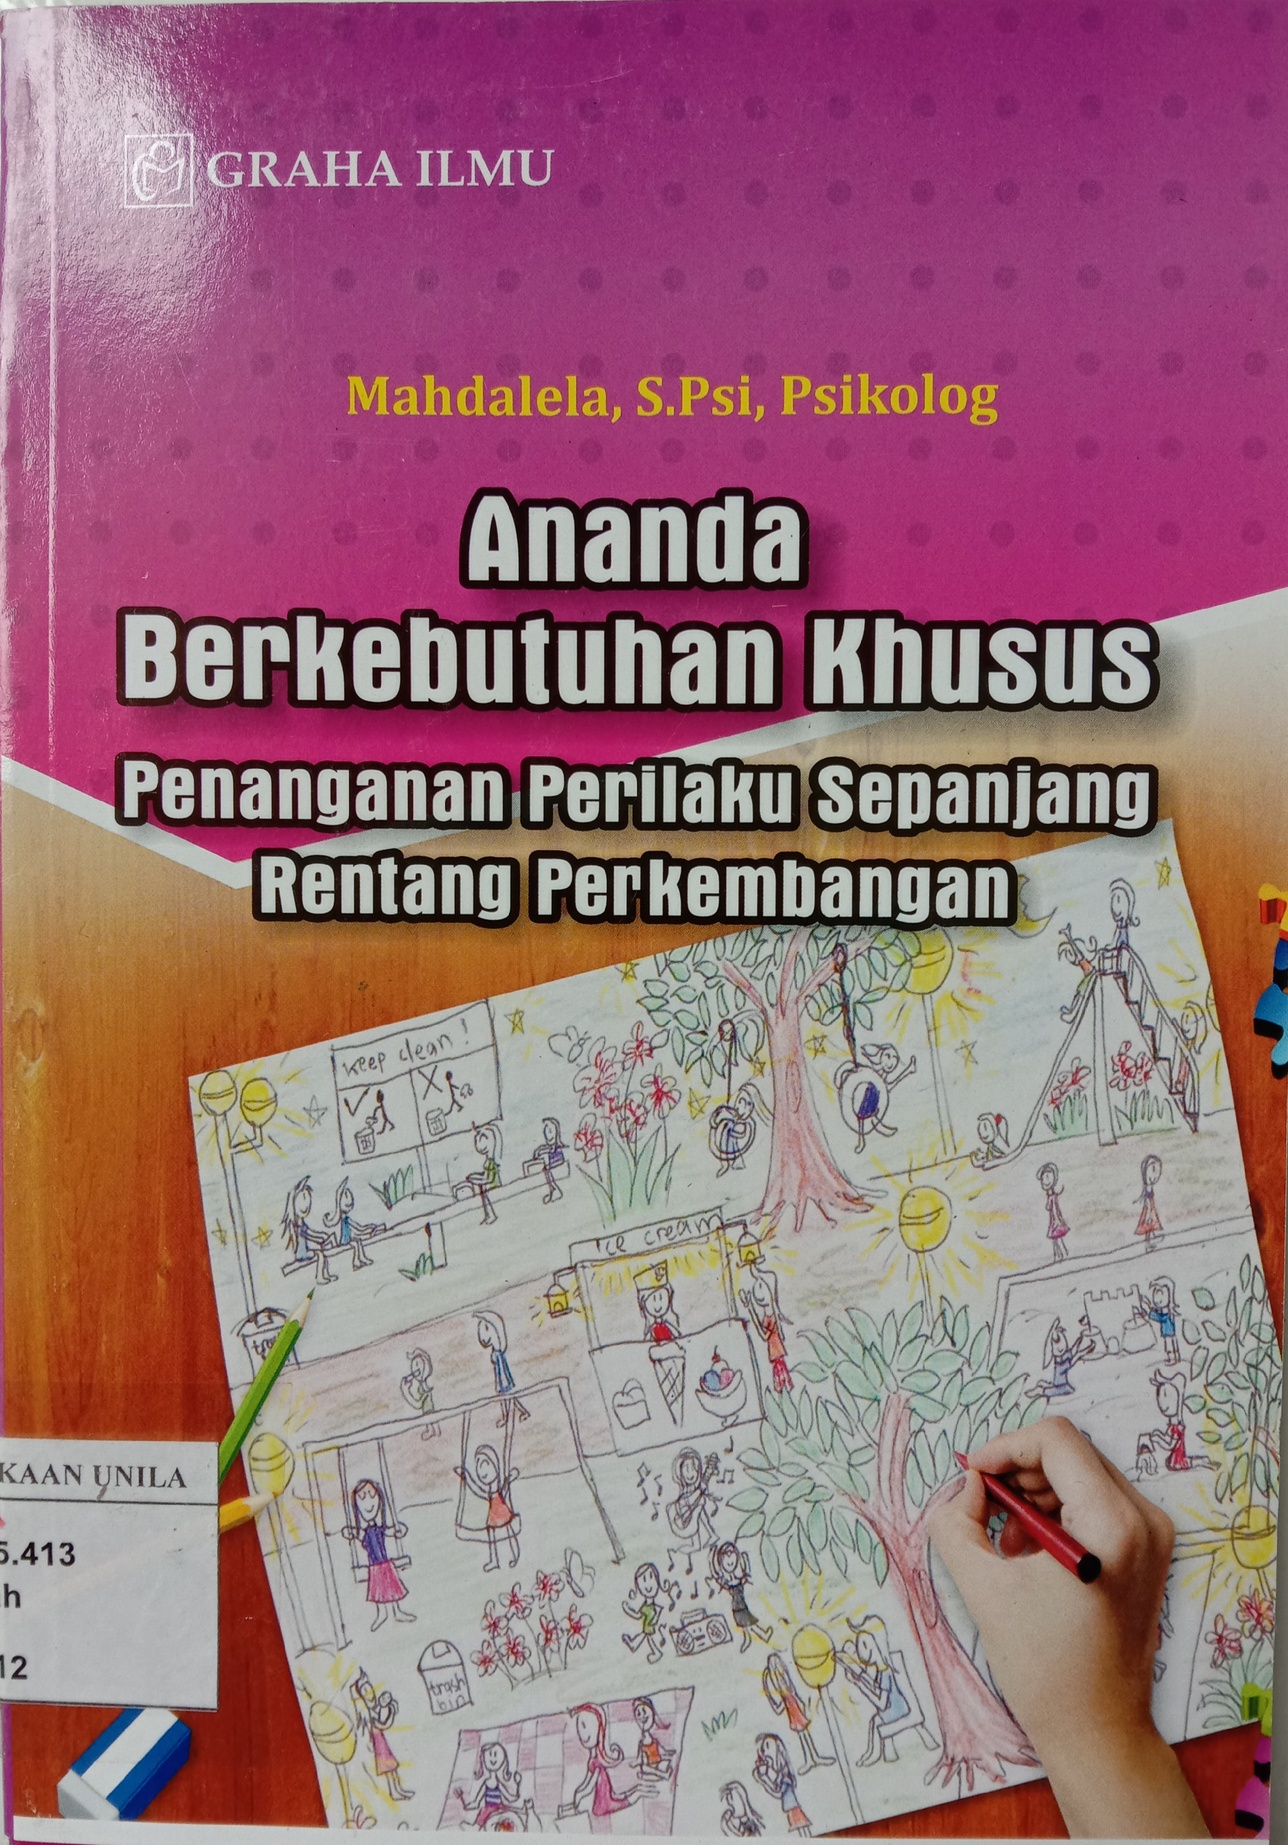 GRAHA ILMU
Mahdalela, S.Psi, Psikolog
Ananda
Berkebutuhan Khusus
Penanganan Perilaku Sepanjang
Rentang Perkembangan
keep clean!
ice cream
KAAN UNILA
5.413
12
trash
bin